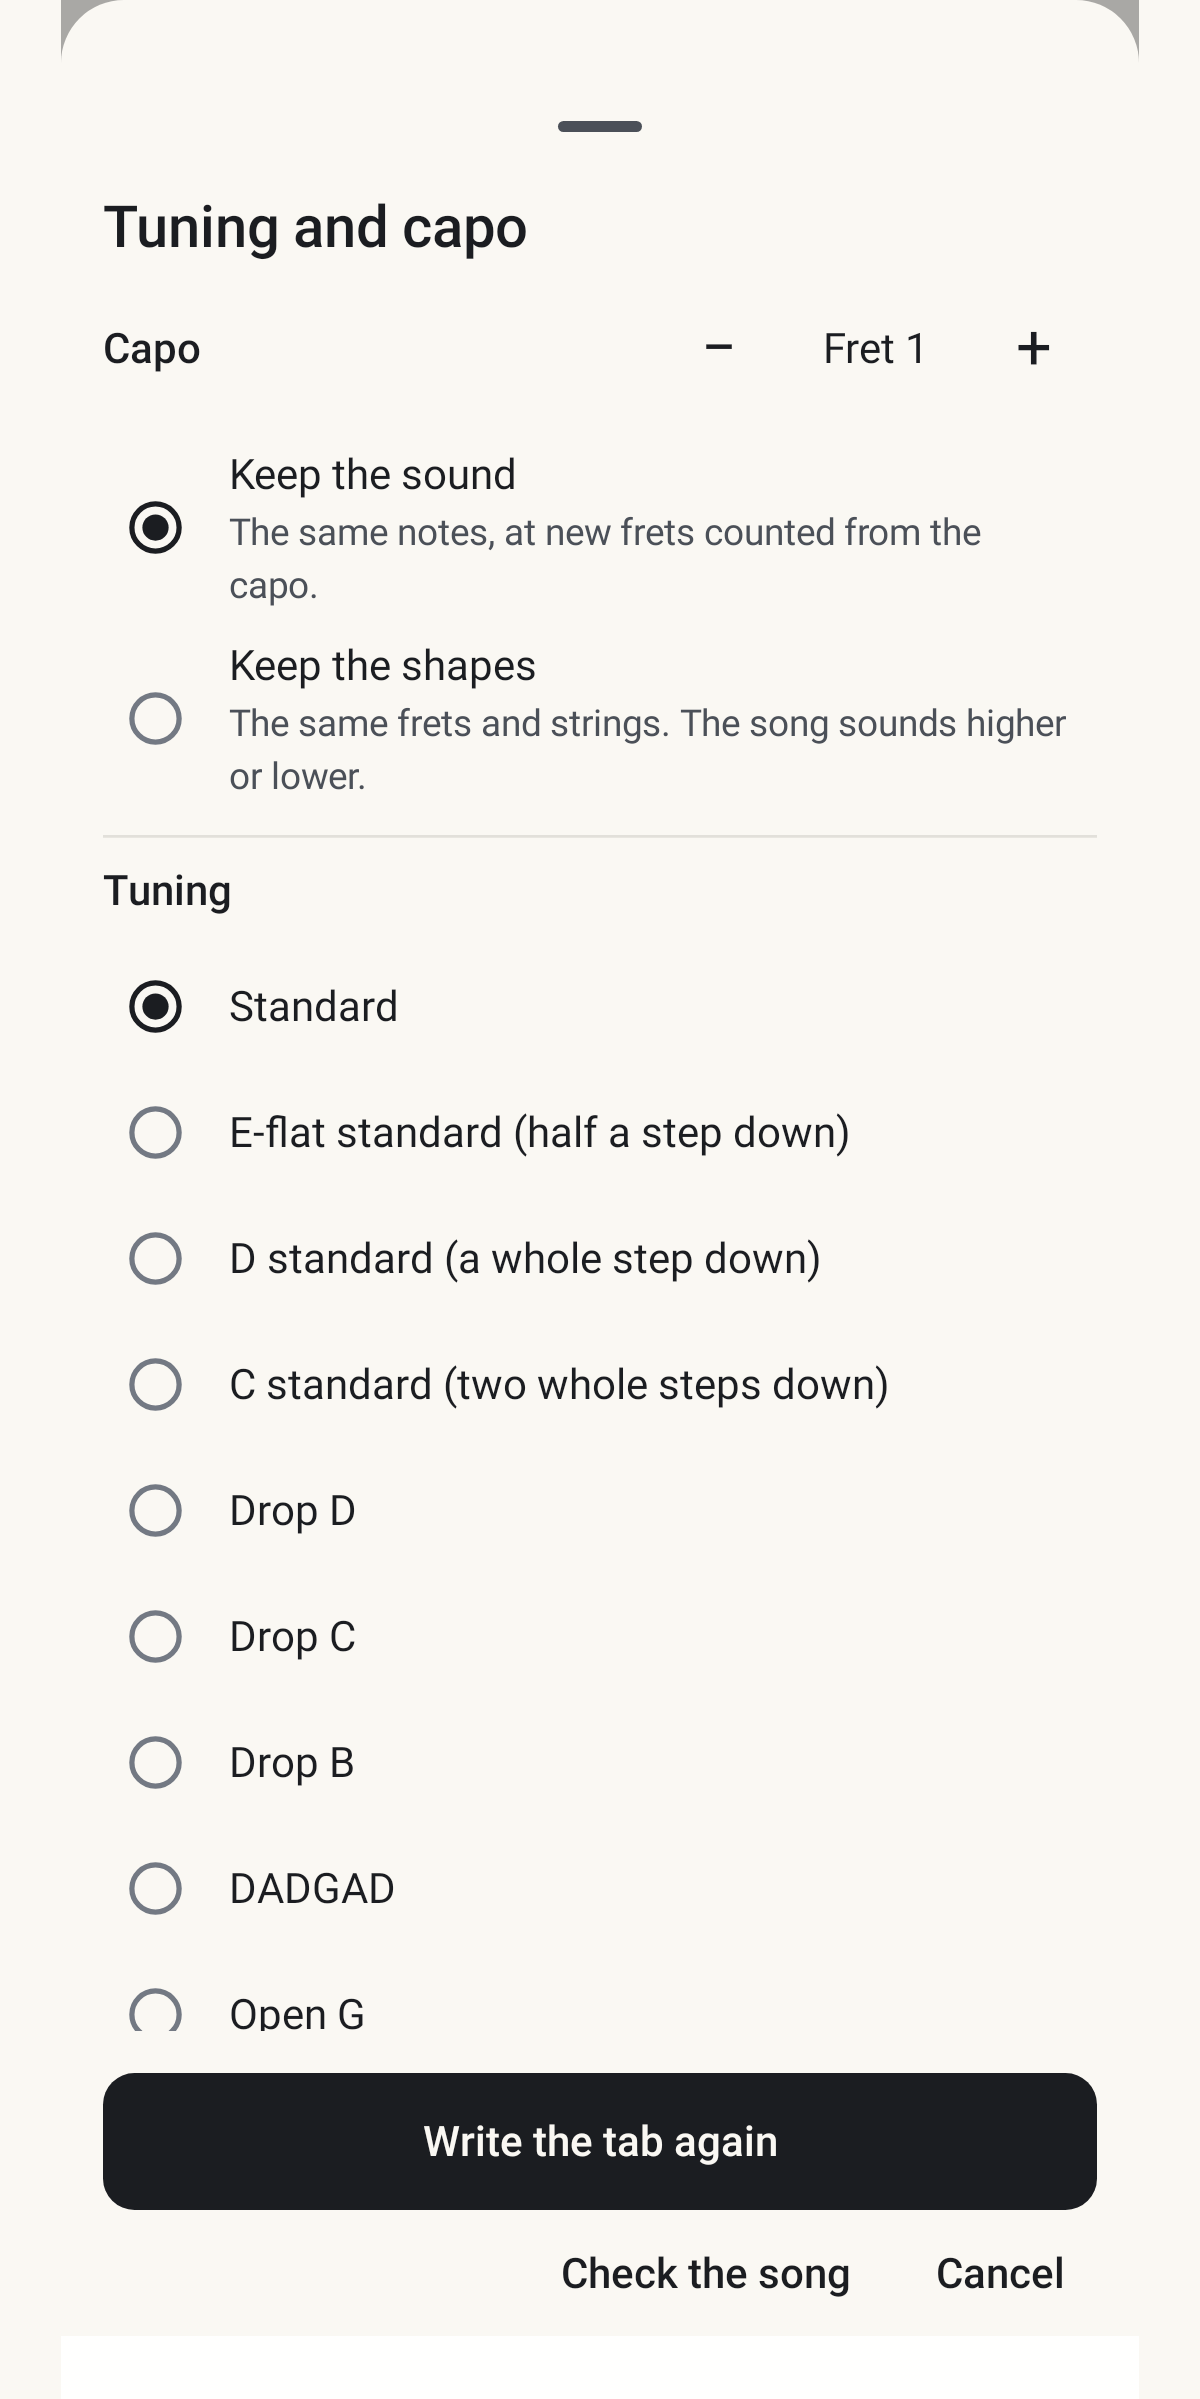 Tuning and capo
Capo
− Fret 1 +
Keep the sound
The same notes, at new frets counted from the
capo.
Keep the shapes
The same frets and strings. The song sounds higher
or lower.
Tuning
Standard
E-flat standard (half a step down)
D standard (a whole step down)
C standard (two whole steps down)
Drop D
Drop C
Drop B
DADGAD
Open G
Write the tab again
Check the song
Cancel